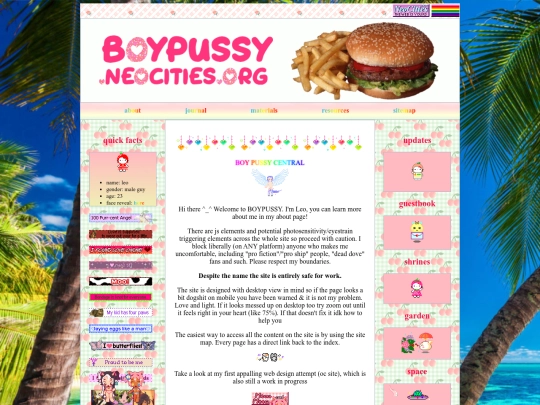 BOYPUSSY
.NEOCITIES.ORG
about
journal
materials
resources
sitemap
quick facts
name: leo
gender: male guy
age: 23
face reveal:
100 Purr-cent Angel
MOO!
My kid has four paws
Saying eggs like a man
I ♥ butterflies!
Proud to be me
BOY PUSSY CENTRAL
Hi there ^_^ Welcome to BOYPUSSY. I'm Leo, you can learn more
about me in my about page!
There are js elements and potential photosensitivity/eyestrain
triggering elements across the whole site so proceed with caution. I
block liberally (on ANY platform) anyone who makes me
uncomfortable, including "pro fiction"/"pro ship" people, "dead dove"
fans and such. Please respect my boundaries.
Despite the name the site is entirely safe for work.
The site is designed with desktop view in mind so if the page looks a
bit dogshit on mobile you have been warned & it is not my problem.
Love and light. If it looks messed up on desktop too try zoom out until
it feels right in your heart (like 75%). If that doesn't fix it idk how to
help you
The easiest way to access all the content on the site is by using the site
map. Every page has a direct link back to the index.
Take a look at my first appalling web design attempt (oc site), which is
also still a work in progress
updates
guestbook
shrines
garden
space